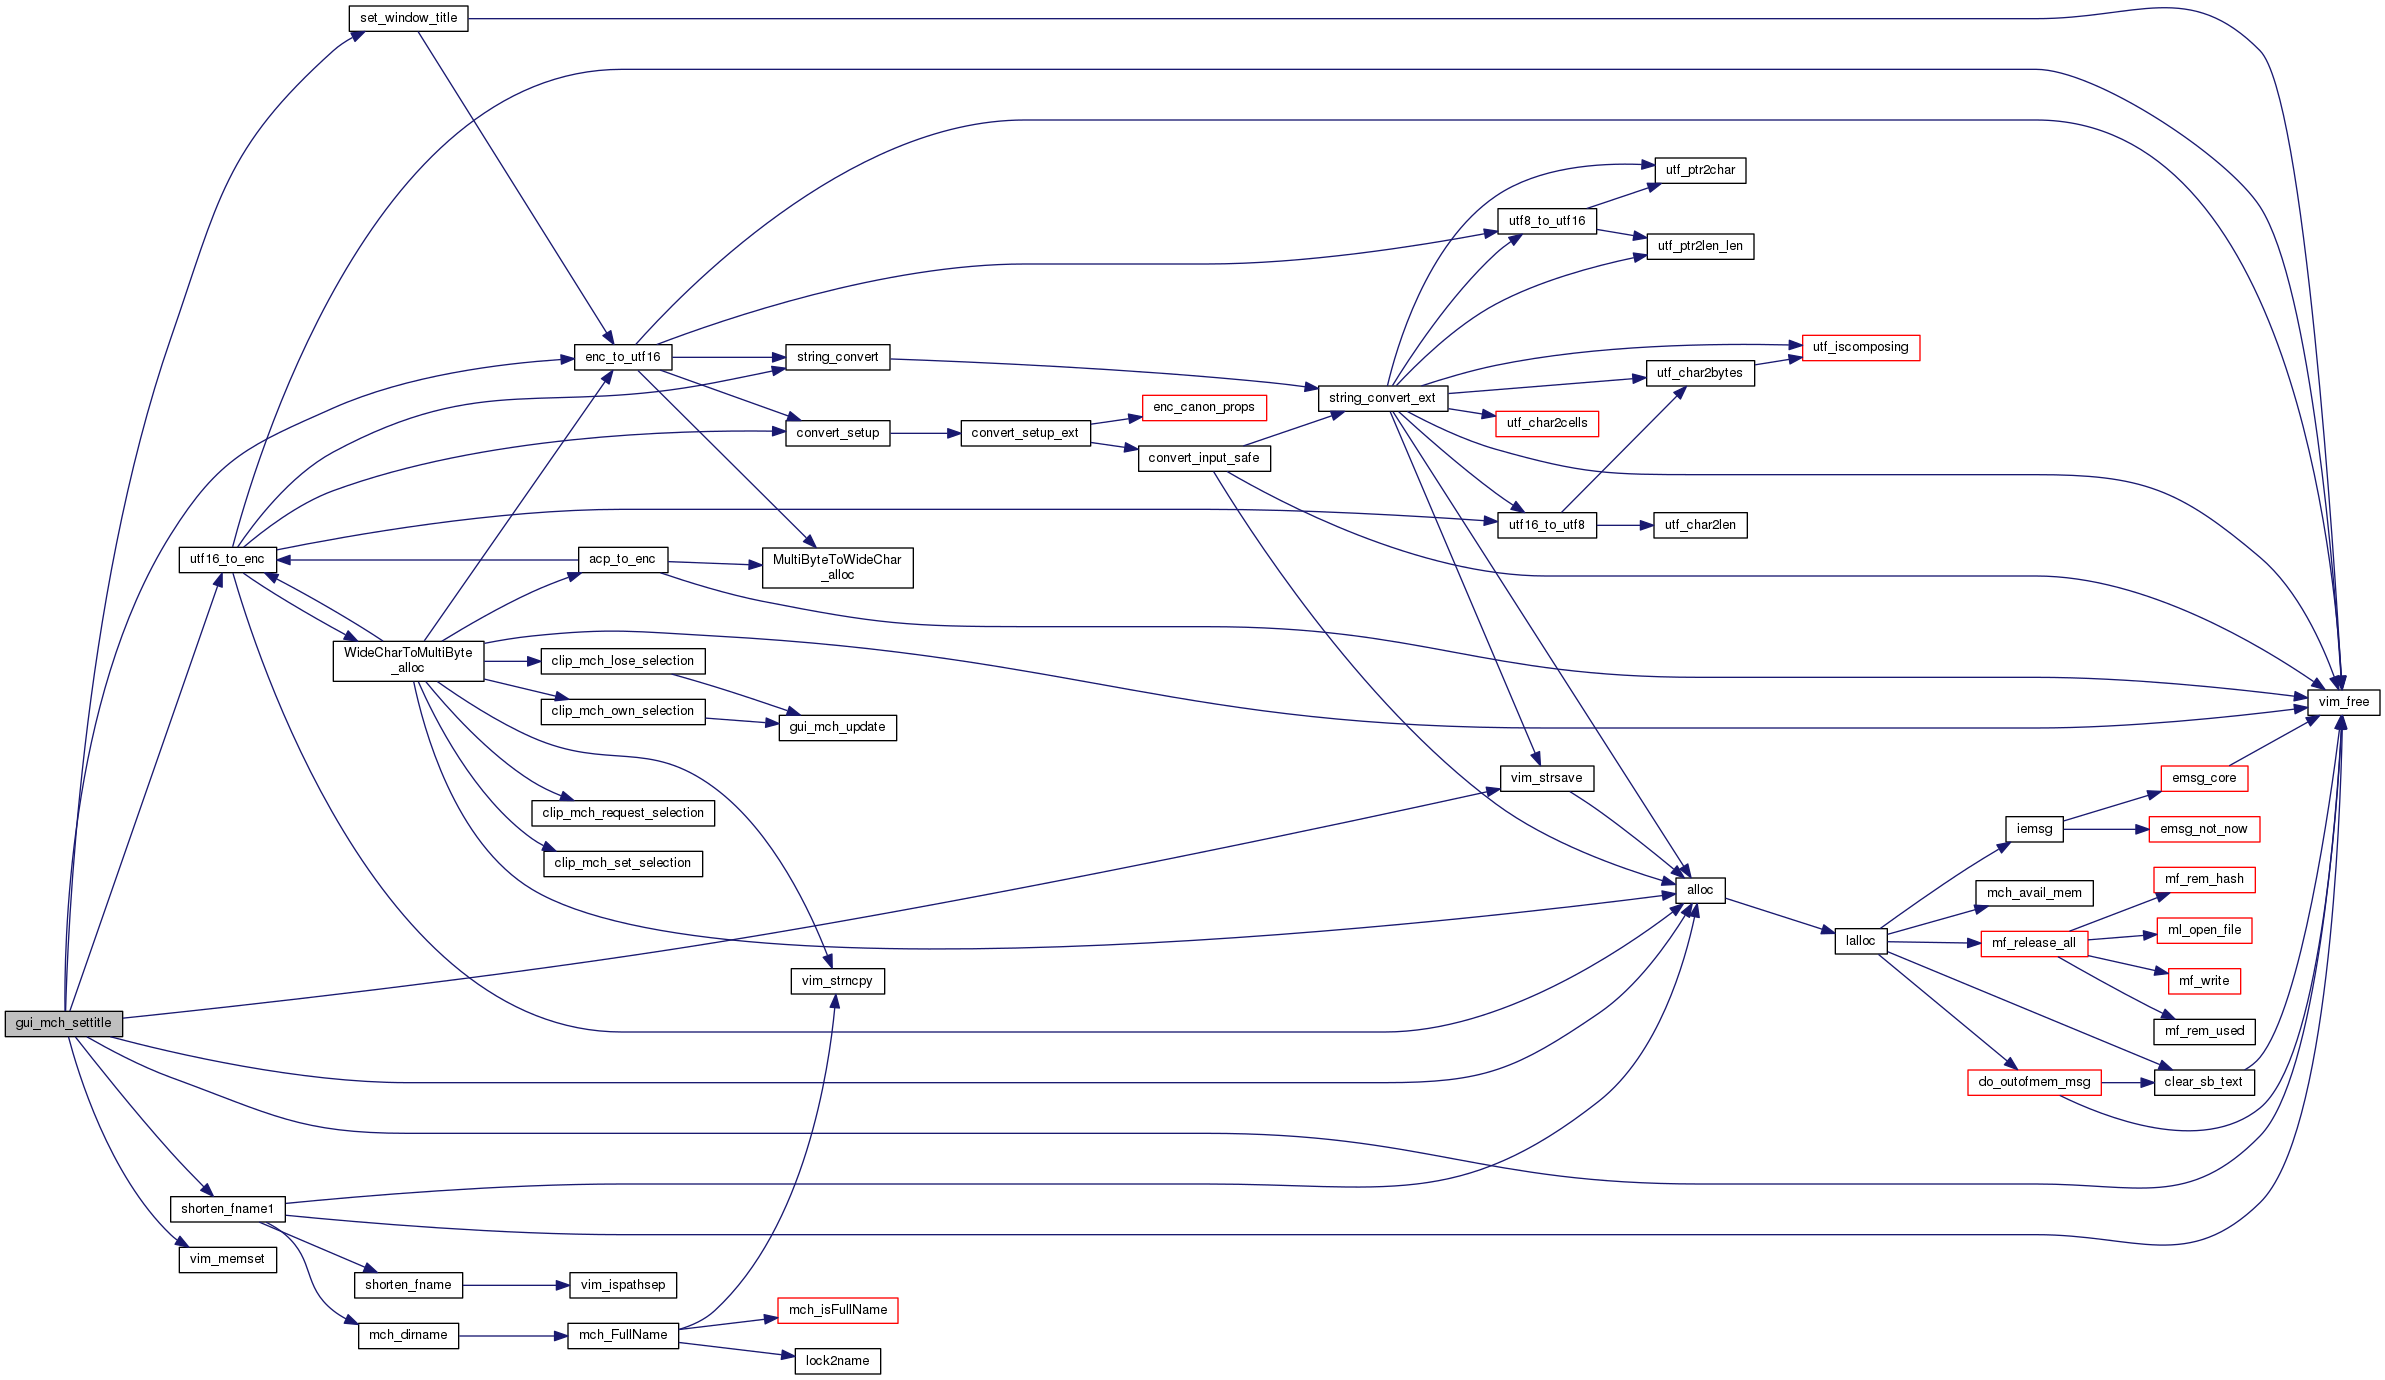 set_window_title
utf_ptr2char
utf8_to_utf16
utf_ptr2len_len
enc_to_utf16
string_convert
utf_iscomposing
utf_char2bytes
string_convert_ext
enc_canon_props
utf_char2cells
convert_setup
convert_setup_ext
convert_input_safe
utf16_to_utf8
utf_char2len
utf16_to_enc
acp_to_enc
MultiByteToWideChar
_alloc
WideCharToMultiByte
_alloc
clip_mch_lose_selection
clip_mch_own_selection
gui_mch_update
vim_free
vim_strsave
emsg_core
clip_mch_request_selection
iemsg
emsg_not_now
clip_mch_set_selection
alloc
mch_avail_mem
mf_rem_hash
lalloc
mf_release_all
ml_open_file
vim_strncpy
mf_write
gui_mch_settitle
mf_rem_used
do_outofmem_msg
clear_sb_text
shorten_fname1
vim_memset
shorten_fname
vim_ispathsep
mch_dirname
mch_FullName
mch_isFullName
lock2name